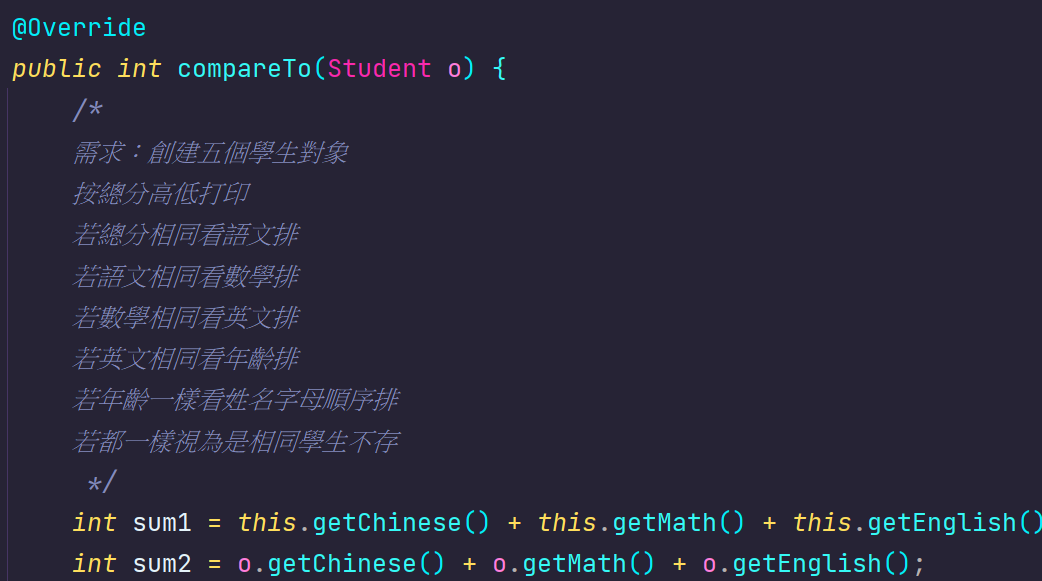 @Override
public int compareTo(Student o) {
/*
需求：創建五個學生對象
按總分高低打印
若總分相同看語文排
若語文相同看數學排
若數學相同看英文排
若英文相同看年齡排
若年齡一樣看姓名字母順序排
若都一樣視為是相同學生不存
*/
int sum1 = this.getChinese() + this.getMath() + this.getEnglish()
int sum2 = o.getChinese() + o.getMath() + o.getEnglish();